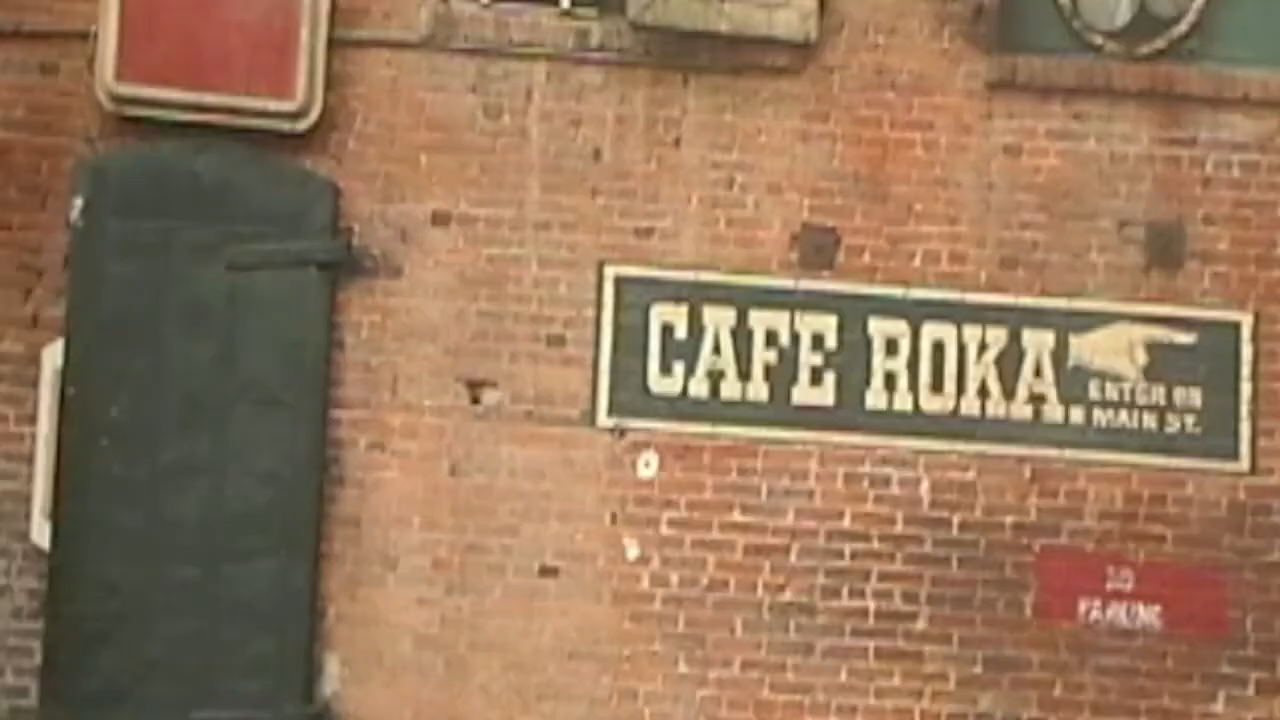 CAFE ROKA
ENTER ON
MAIN ST.
NO
PARKING